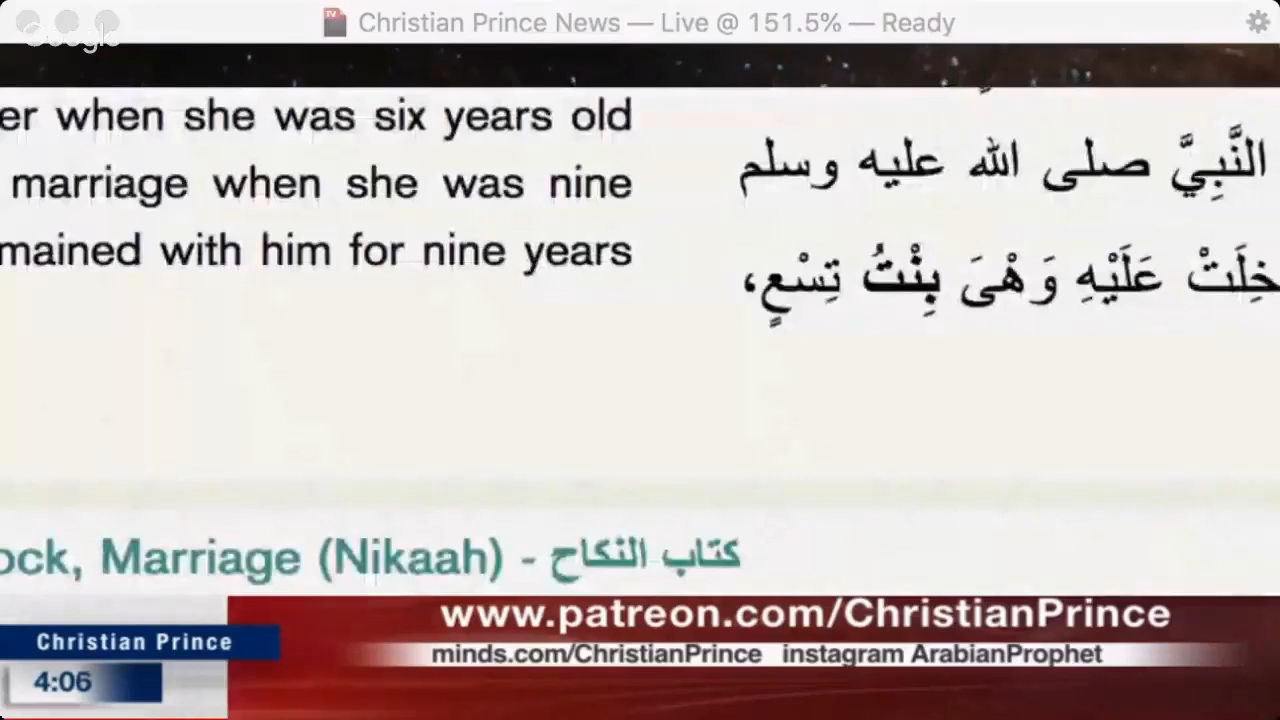 Christian Prince News — Live @ 151.5% — Ready
Google
er when she was six years old
marriage when she was nine
mained with him for nine years
النَّبِيَّ صلى الله عليه وسلم
خِلَتْ عَلَيْهِ وَهْىَ بِنْتُ تِسْعٍ،
ock, Marriage (Nikaah) - كتاب النكاح
www.patreon.com/ChristianPrince
minds.com/ChristianPrince instagram ArabianProphet
Christian Prince
4:06